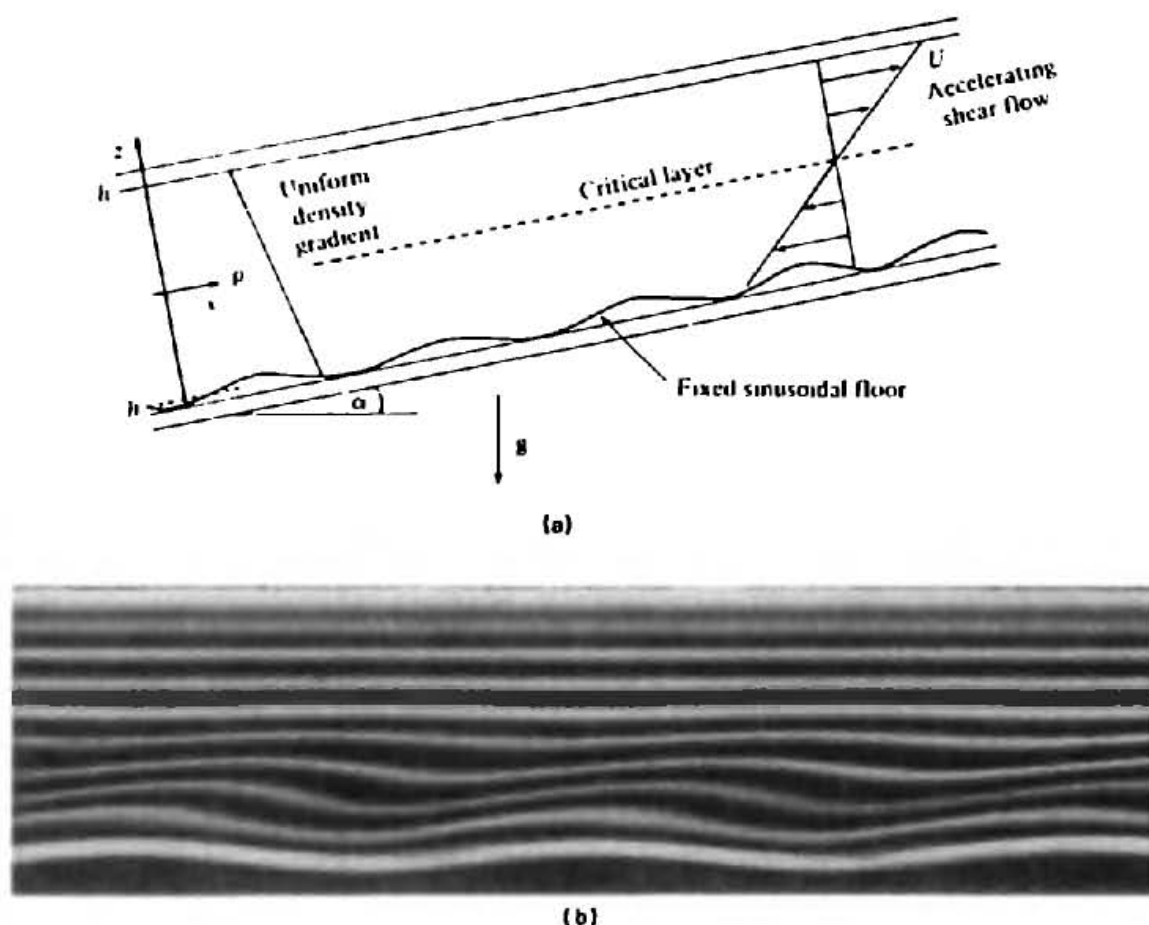 U
Accelerating
shear flow
z
h
Uniform
density
gradient
Critical layer
ρ
h
α
Fixed sinusoidal floor
g
(a)
(b)